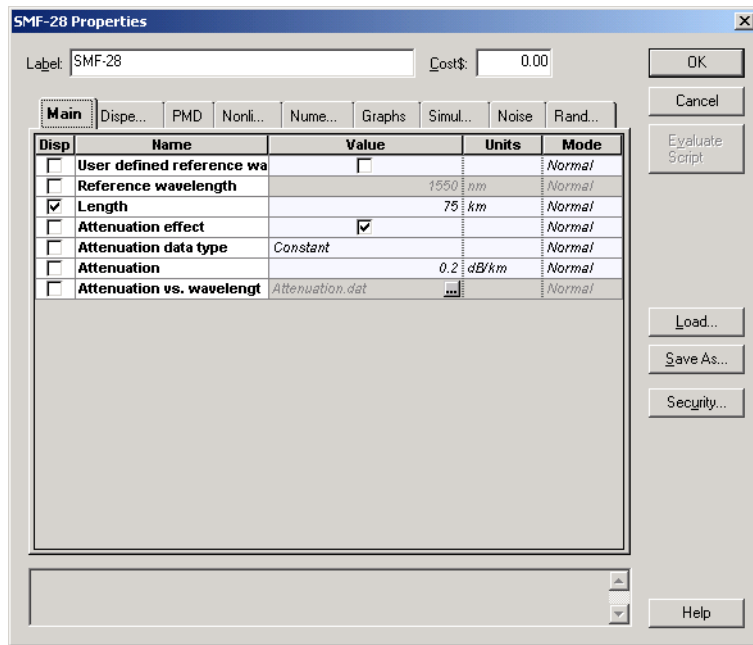 SMF-28 Properties
Label: SMF-28 Cost$: 0.00
OK
Cancel
Evaluate Script
Main Dispe... PMD Nonli... Nume... Graphs Simul... Noise Rand...
Disp Name Value Units Mode
User defined reference wa Normal
Reference wavelength 1550 nm Normal
Length 75 km Normal
Attenuation effect Normal
Attenuation data type Constant Normal
Attenuation 0.2 dB/km Normal
Attenuation vs. wavelengt Attenuation.dat ... Normal
Load...
Save As...
Security...
Help